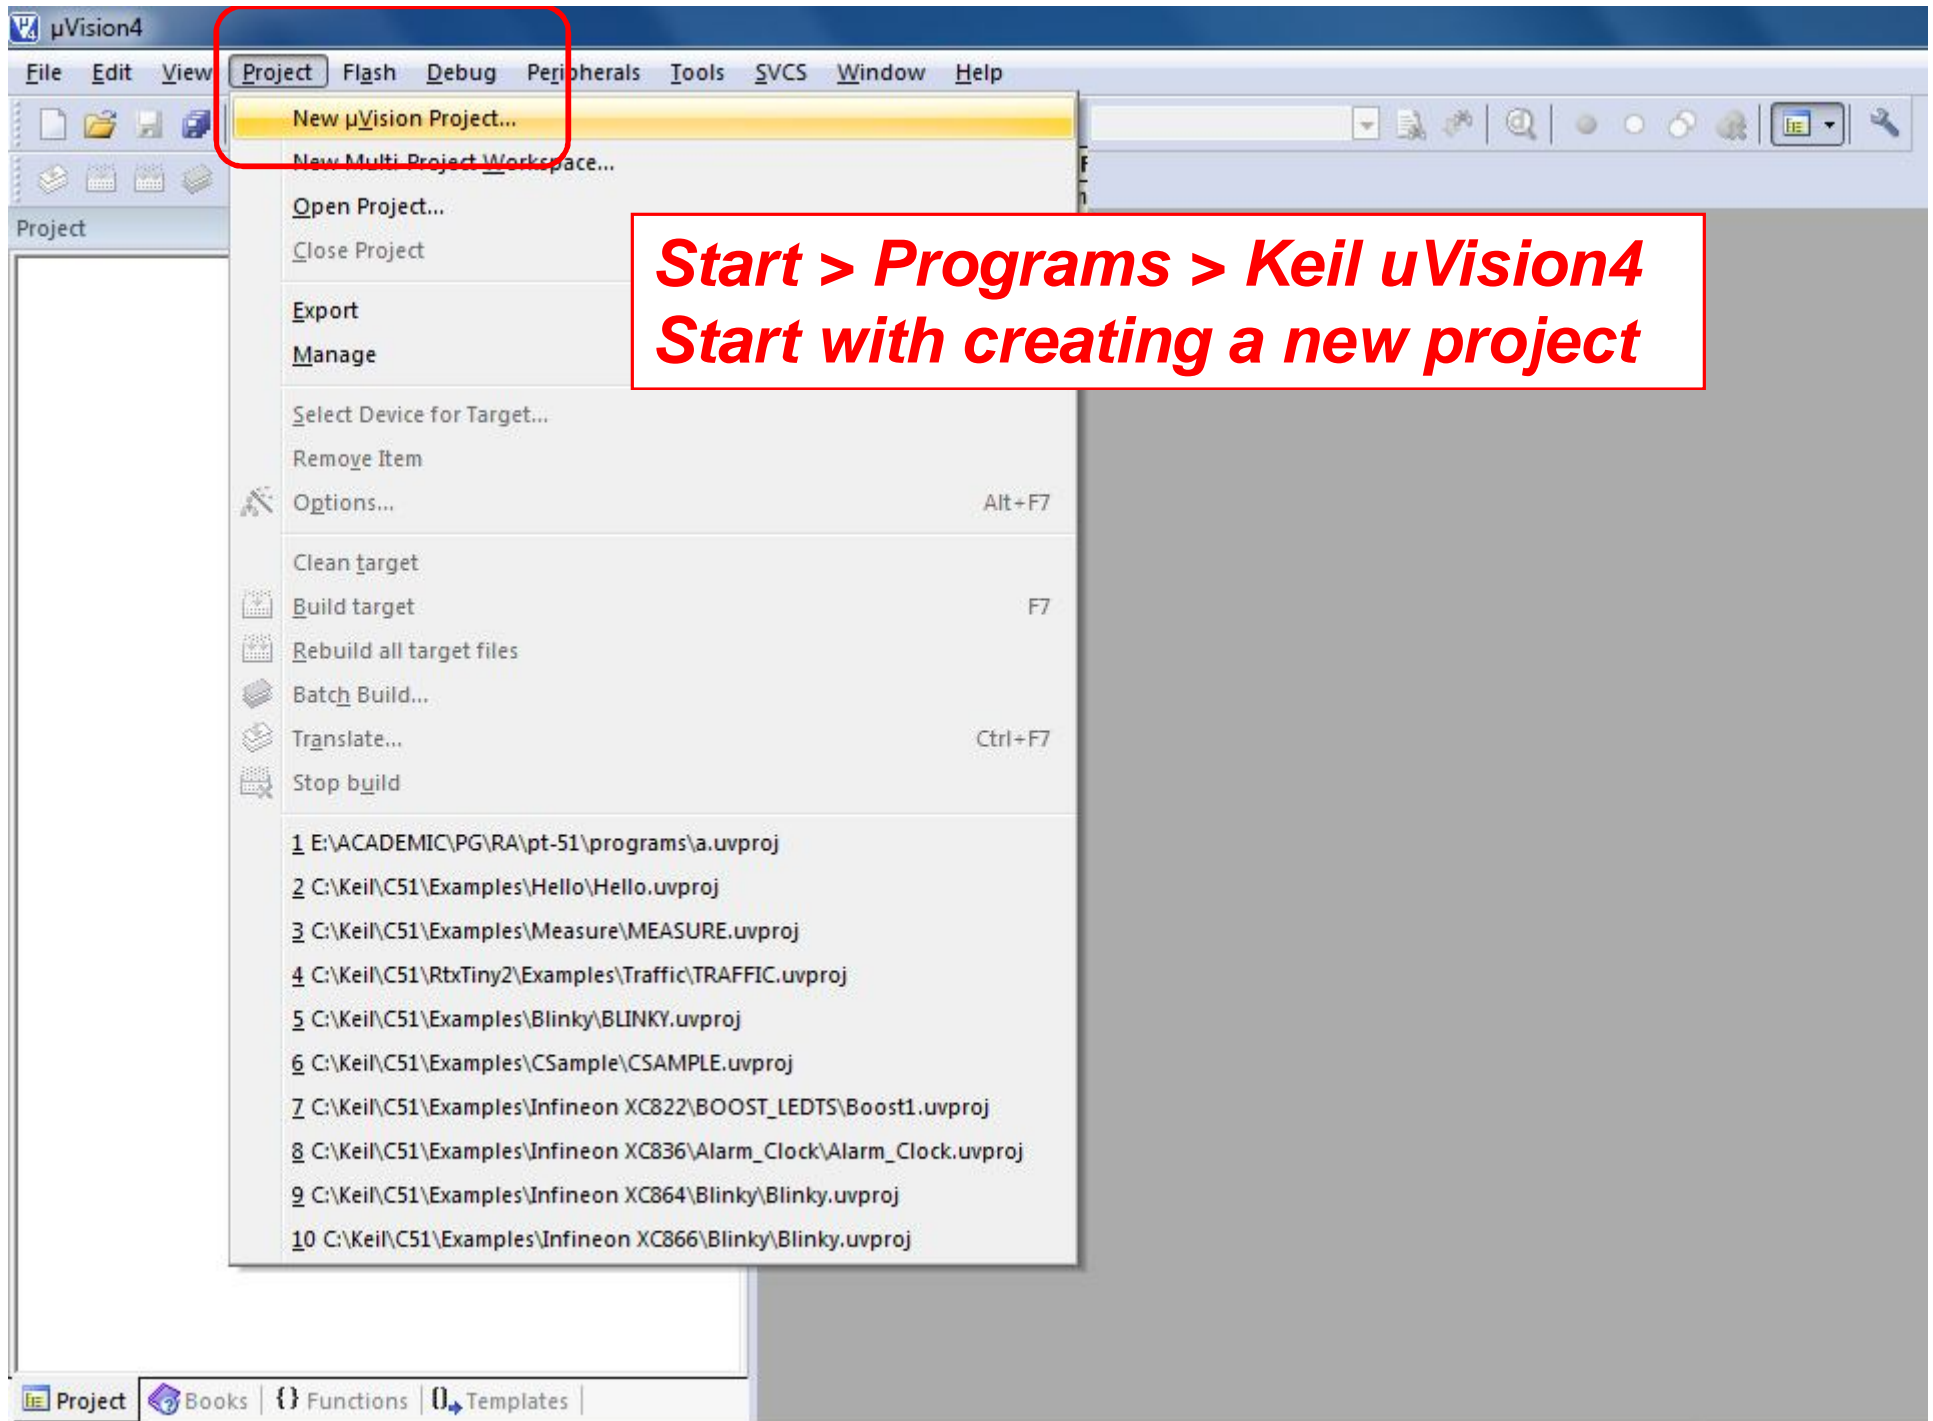 µVision4
File Edit View Project Flash Debug Peripherals Tools SVCS Window Help
New µVision Project...
New Multi-Project Workspace...
Open Project...
Project
Close Project
Start > Programs > Keil uVision4
Start with creating a new project
Export
Manage
Select Device for Target...
Remove Item
Options... Alt+F7
Clean target
Build target F7
Rebuild all target files
Batch Build...
Translate... Ctrl+F7
Stop build
1 E:\ACADEMIC\PG\RA\pt-51\programs\a.uvproj
2 C:\Keil\C51\Examples\Hello\Hello.uvproj
3 C:\Keil\C51\Examples\Measure\MEASURE.uvproj
4 C:\Keil\C51\RtxTiny2\Examples\Traffic\TRAFFIC.uvproj
5 C:\Keil\C51\Examples\Blinky\BLINKY.uvproj
6 C:\Keil\C51\Examples\CSample\CSAMPLE.uvproj
7 C:\Keil\C51\Examples\Infineon XC822\BOOST_LEDTS\Boost1.uvproj
8 C:\Keil\C51\Examples\Infineon XC836\Alarm_Clock\Alarm_Clock.uvproj
9 C:\Keil\C51\Examples\Infineon XC864\Blinky\Blinky.uvproj
10 C:\Keil\C51\Examples\Infineon XC866\Blinky\Blinky.uvproj
Project Books {} Functions Templates